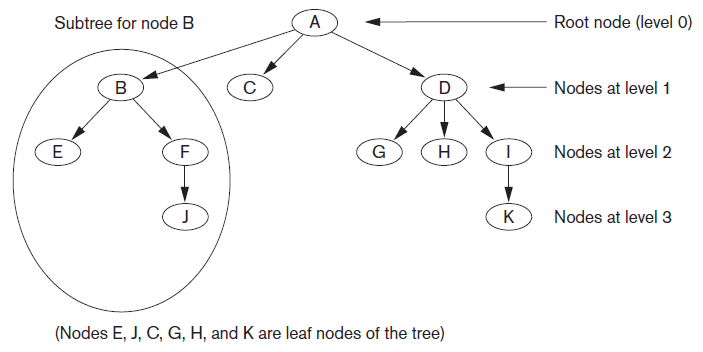 Subtree for node B
A
Root node (level 0)
B
C
D
Nodes at level 1
E
F
G
H
I
Nodes at level 2
J
K
Nodes at level 3
(Nodes E, J, C, G, H, and K are leaf nodes of the tree)